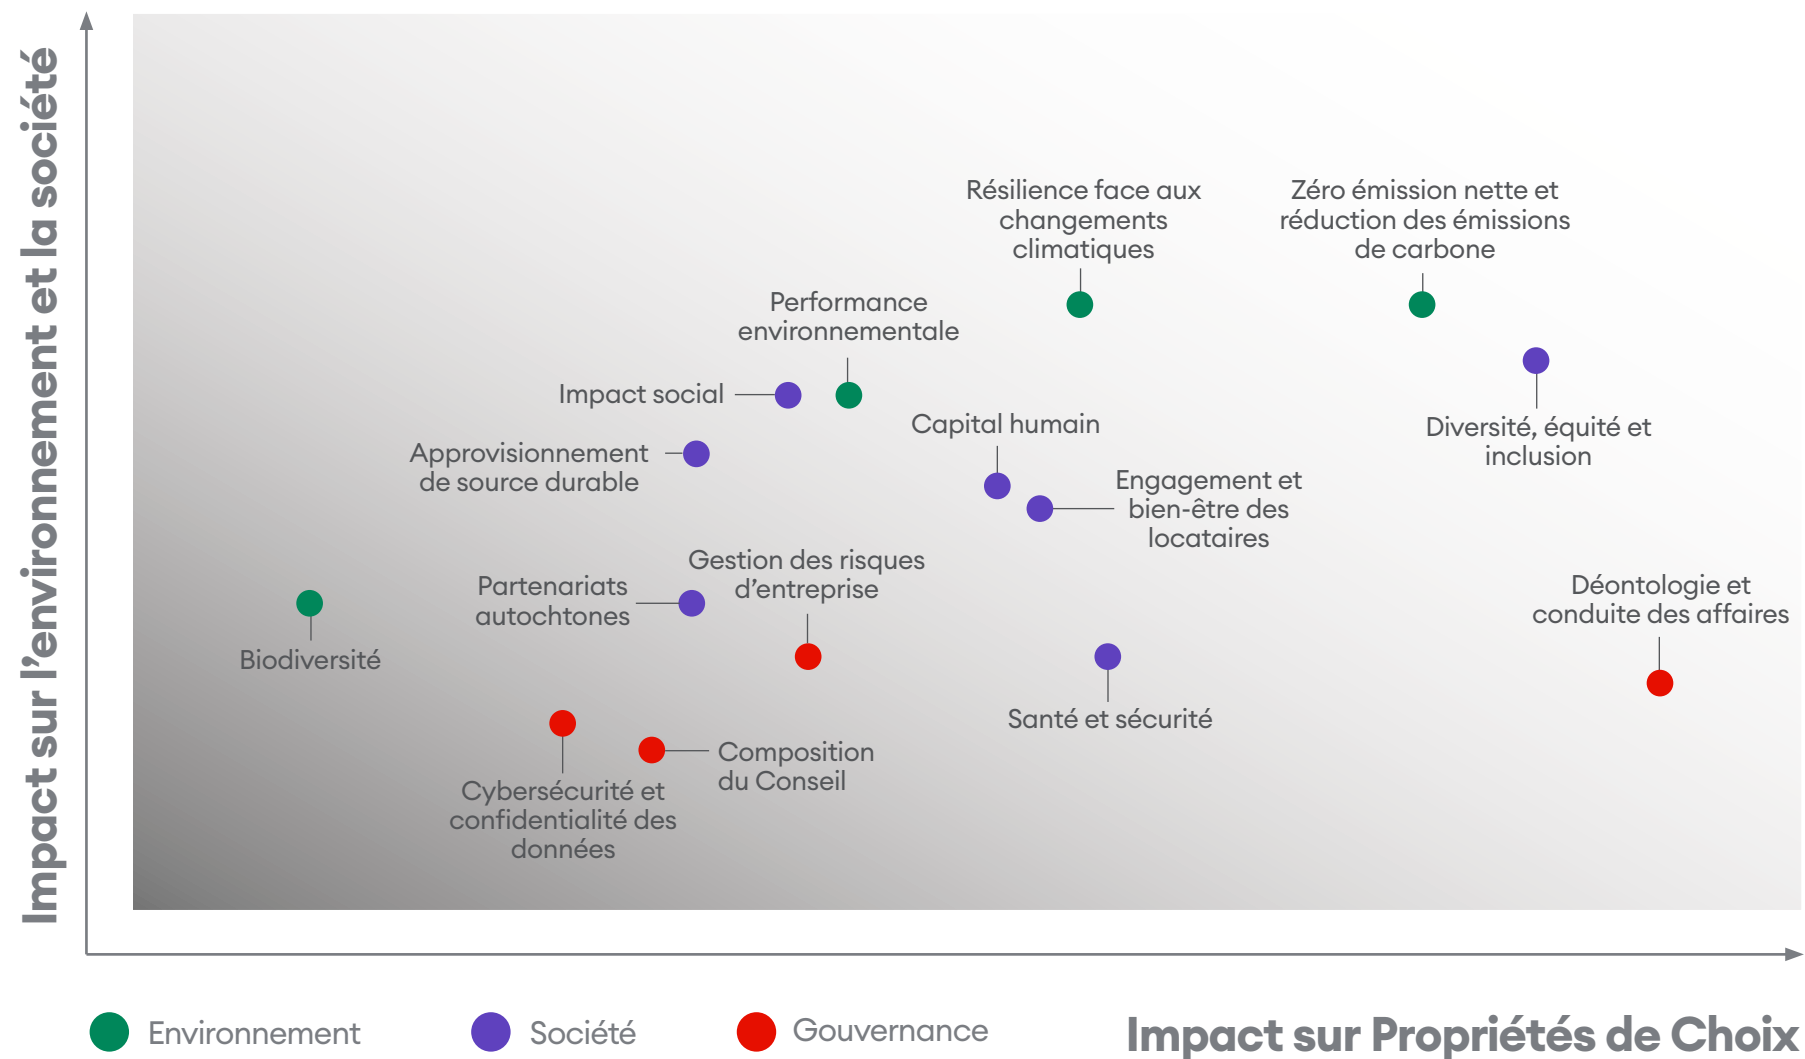 Impact sur l'environnement et la société
Résilience face aux
changements
climatiques
Zéro émission nette et
réduction des émissions
de carbone
Performance
environnementale
Impact social
Capital humain
Diversité, équité et
inclusion
Approvisionnement
de source durable
Engagement et
bien-être des
locataires
Gestion des risques
d’entreprise
Partenariats
autochtones
Déontologie et
conduite des affaires
Biodiversité
Santé et sécurité
Composition
du Conseil
Cybersécurité et
confidentialité des
données
Environnement
Société
Gouvernance
Impact sur Propriétés de Choix